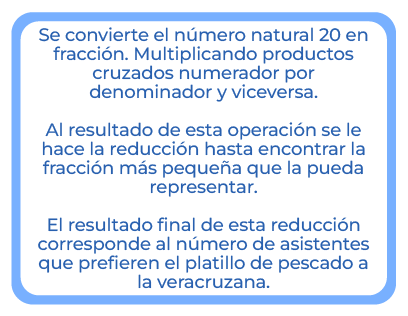 Se convierte el número natural 20 en
fracción. Multiplicando productos
cruzados numerador por
denominador y viceversa.
Al resultado de esta operación se le
hace la reducción hasta encontrar la
fracción más pequeña que la pueda
representar.
El resultado final de esta reducción
corresponde al número de asistentes
que prefieren el platillo de pescado a
la veracruzana.